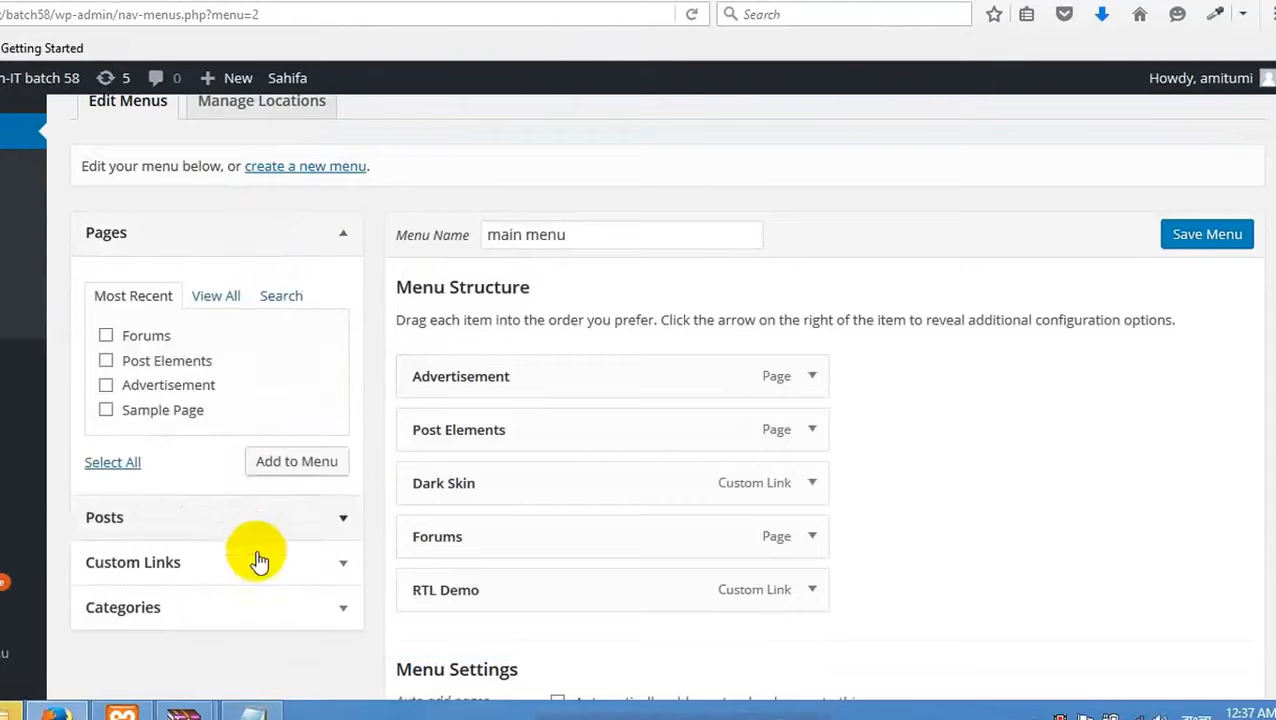 /batch58/wp-admin/nav-menus.php?menu=2
Search
Getting Started
n-IT batch 58
5
0
New
Sahifa
Howdy, amitumi
Edit Menus
Manage Locations
Edit your menu below, or create a new menu.
Pages
Menu Name
main menu
Save Menu
Most Recent
View All
Search
Menu Structure
Drag each item into the order you prefer. Click the arrow on the right of the item to reveal additional configuration options.
Forums
Post Elements
Advertisement
Sample Page
Select All
Add to Menu
Advertisement
Page
Post Elements
Page
Dark Skin
Custom Link
Forums
Page
RTL Demo
Custom Link
Posts
Custom Links
Categories
Menu Settings
12:37 AM